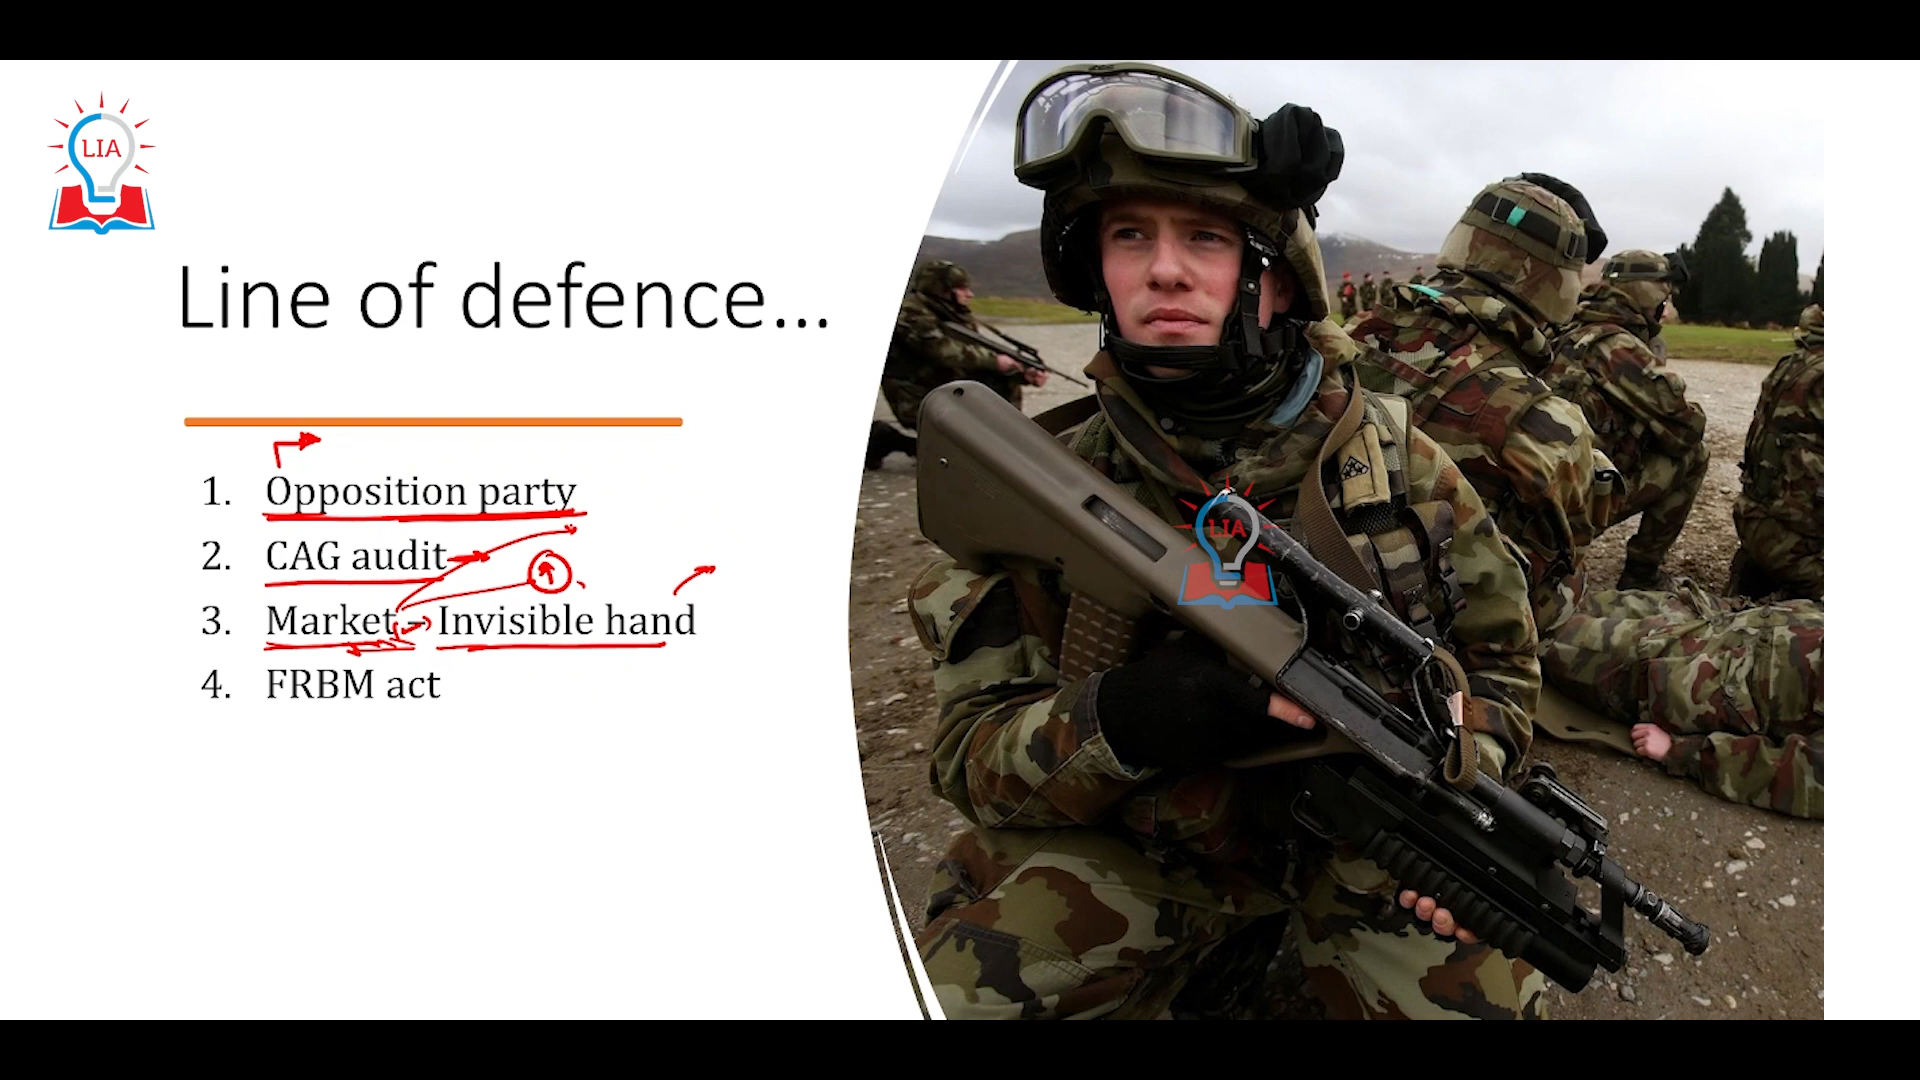 LIA
Line of defence...
1. Opposition party
2. CAG audit
3. Market – Invisible hand
4. FRBM act
LIA